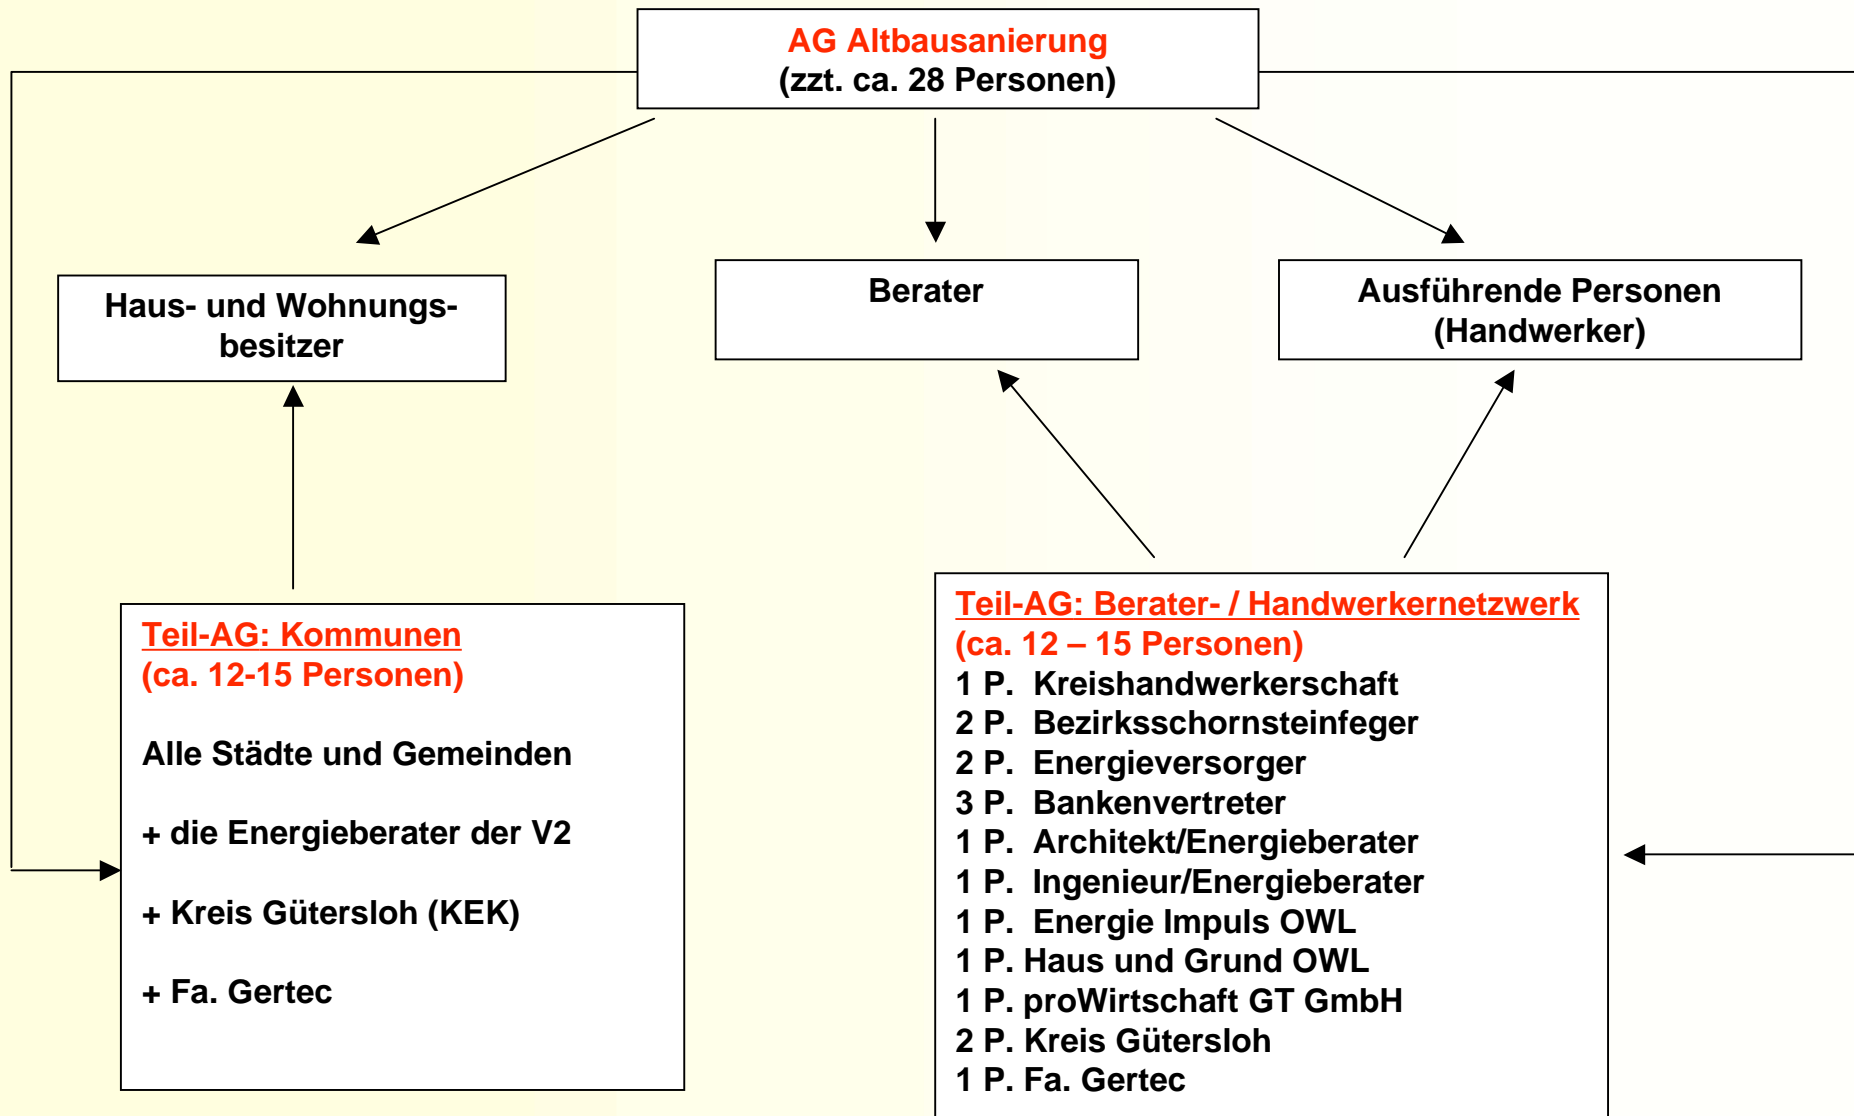 AG Altbausanierung
(zzt. ca. 28 Personen)
Haus- und Wohnungs-
besitzer
Berater
Ausführende Personen
(Handwerker)
Teil-AG: Kommunen
(ca. 12-15 Personen)
Alle Städte und Gemeinden
+ die Energieberater der V2
+ Kreis Gütersloh (KEK)
+ Fa. Gertec
Teil-AG: Berater- / Handwerkernetzwerk
(ca. 12 – 15 Personen)
1 P. Kreishandwerkerschaft
2 P. Bezirksschornsteinfeger
2 P. Energieversorger
3 P. Bankenvertreter
1 P. Architekt/Energieberater
1 P. Ingenieur/Energieberater
1 P. Energie Impuls OWL
1 P. Haus und Grund OWL
1 P. proWirtschaft GT GmbH
2 P. Kreis Gütersloh
1 P. Fa. Gertec